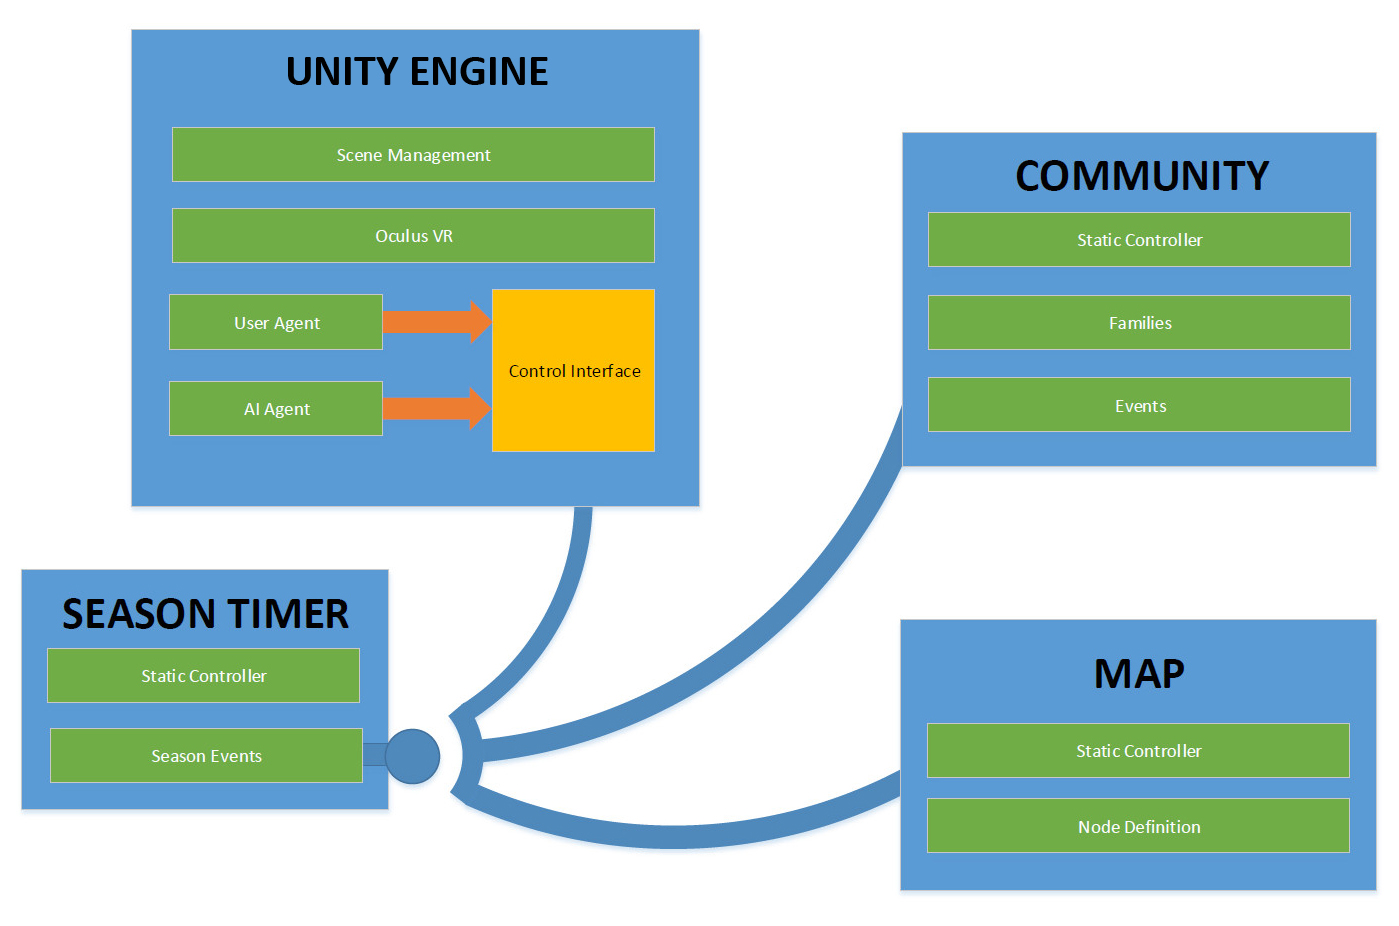 UNITY ENGINE
Scene Management
Oculus VR
User Agent
AI Agent
Control Interface
COMMUNITY
Static Controller
Families
Events
SEASON TIMER
Static Controller
Season Events
MAP
Static Controller
Node Definition